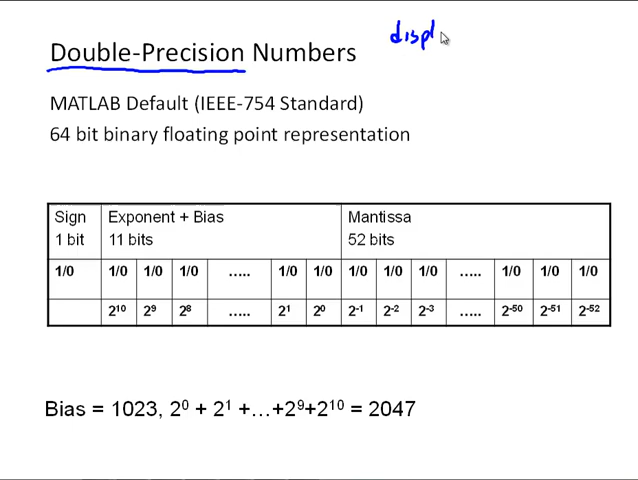 displ
Double-Precision Numbers
MATLAB Default (IEEE-754 Standard)
64 bit binary floating point representation
Sign Exponent + Bias Mantissa
1 bit 11 bits 52 bits
1/0 1/0 1/0 1/0 ..... 1/0 1/0 1/0 1/0 1/0 ..... 1/0 1/0 1/0
2¹⁰ 2⁹ 2⁸ ..... 2¹ 2⁰ 2⁻¹ 2⁻² 2⁻³ ..... 2⁻⁵⁰ 2⁻⁵¹ 2⁻⁵²
Bias = 1023, 2⁰ + 2¹ +...+2⁹+2¹⁰ = 2047